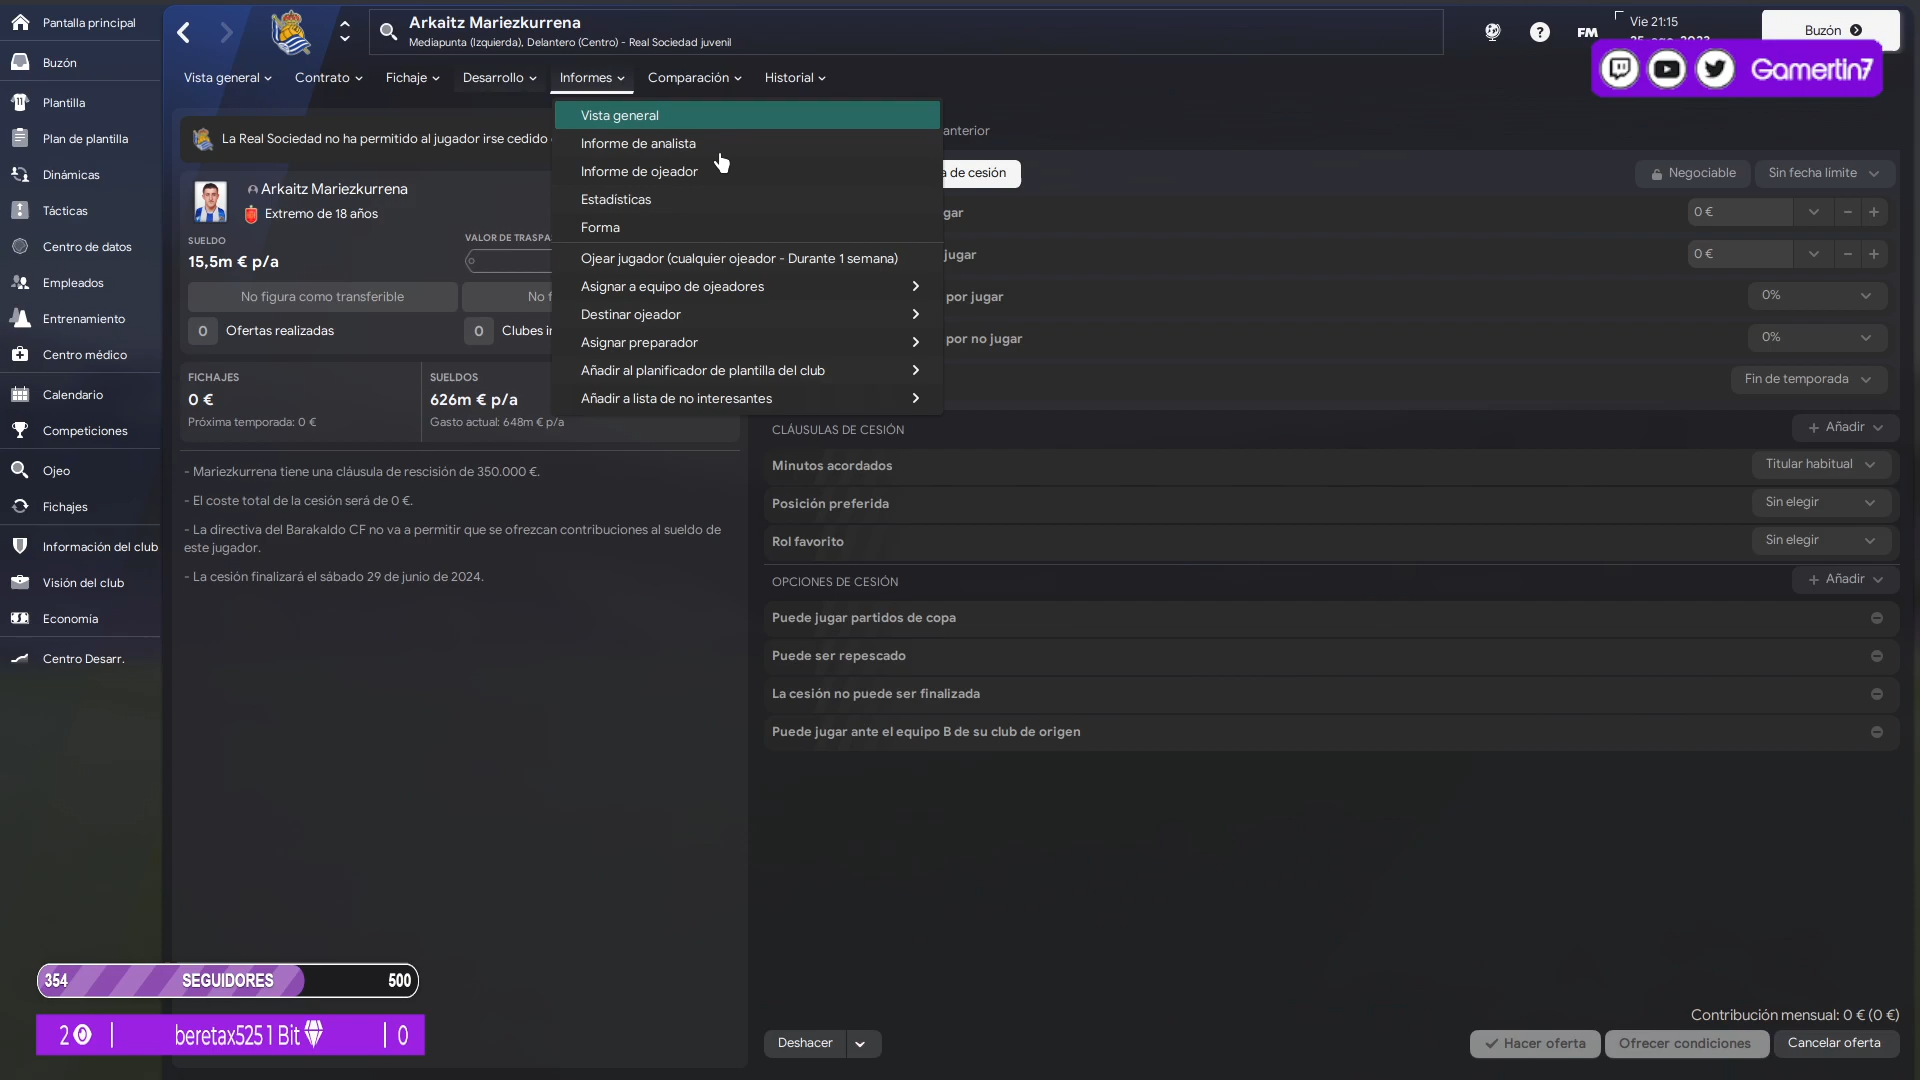 Pantalla principal
Buzón
Plantilla
Plan de plantilla
Dinámicas
Tácticas
Centro de datos
Empleados
Entrenamiento
Centro médico
Calendario
Competiciones
Ojeo
Fichajes
Información del club
Visión del club
Economía
Centro Desarr.
Arkaitz Mariezkurrena
Mediapunta (Izquierda), Delantero (Centro) - Real Sociedad juvenil
FM
Vie 21:15
Buzón
Gamertin7
Vista general
Contrato
Fichaje
Desarrollo
Informes
Comparación
Historial
Vista general
Informe de analista
Informe de ojeador
Estadísticas
Forma
Ojear jugador (cualquier ojeador - Durante 1 semana)
Asignar a equipo de ojeadores
Destinar ojeador
Asignar preparador
Añadir al planificador de plantilla del club
Añadir a lista de no interesantes
La Real Sociedad no ha permitido al jugador irse cedido
Arkaitz Mariezkurrena
Extremo de 18 años
SUELDO
15,5m € p/a
VALOR DE TRASPA
No figura como transferible
No f
0 Ofertas realizadas
0 Clubes in
FICHAJES
0 €
Próxima temporada: 0 €
SUELDOS
626m € p/a
Gasto actual: 648m € p/a
- Mariezkurrena tiene una cláusula de rescisión de 350.000 €.
- El coste total de la cesión será de 0 €.
- La directiva del Barakaldo CF no va a permitir que se ofrezcan contribuciones al sueldo de
este jugador.
- La cesión finalizará el sábado 29 de junio de 2024.
anterior
a de cesión
Negociable
Sin fecha límite
gar
0 €
jugar
0 €
por jugar
0%
por no jugar
0%
Fin de temporada
CLÁUSULAS DE CESIÓN
Añadir
Minutos acordados
Titular habitual
Posición preferida
Sin elegir
Rol favorito
Sin elegir
OPCIONES DE CESIÓN
Añadir
Puede jugar partidos de copa
Puede ser repescado
La cesión no puede ser finalizada
Puede jugar ante el equipo B de su club de origen
354 SEGUIDORES 500
2 beretax525 1 Bit 0
Contribución mensual: 0 € (0 €)
Deshacer
Hacer oferta
Ofrecer condiciones
Cancelar oferta